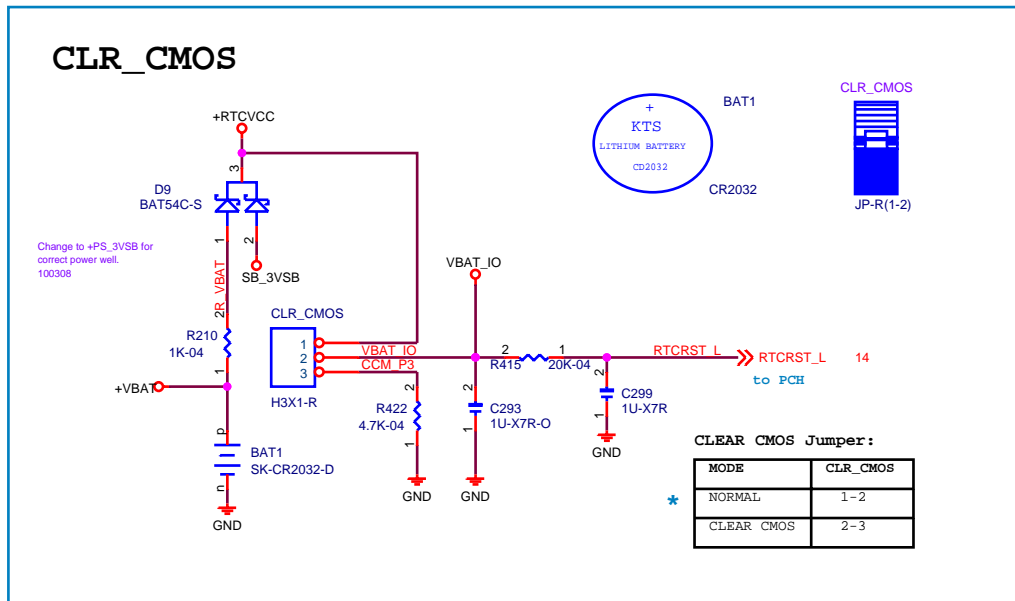 CLR_CMOS
+RTCVCC
3
D9
BAT54C-S
1
2
Change to +PS_3VSB for
correct power well.
100308
SB_3VSB
R_VBAT
2
R210
1K-04
1
+VBAT
p
BAT1
SK-CR2032-D
n
GND
CLR_CMOS
1
2
3
H3X1-R
VBAT_IO
CCM_P3
2
R422
4.7K-04
1
GND
VBAT_IO
2
C293
1U-X7R-O
1
GND
2
R415
1
20K-04
RTCRST_L
RTCRST_L 14
to PCH
2
C299
1U-X7R
1
GND
+
KTS
LITHIUM BATTERY
CD2032
BAT1
CR2032
CLR_CMOS
JP-R(1-2)
CLEAR CMOS Jumper:
MODE CLR_CMOS
* NORMAL 1-2
CLEAR CMOS 2-3